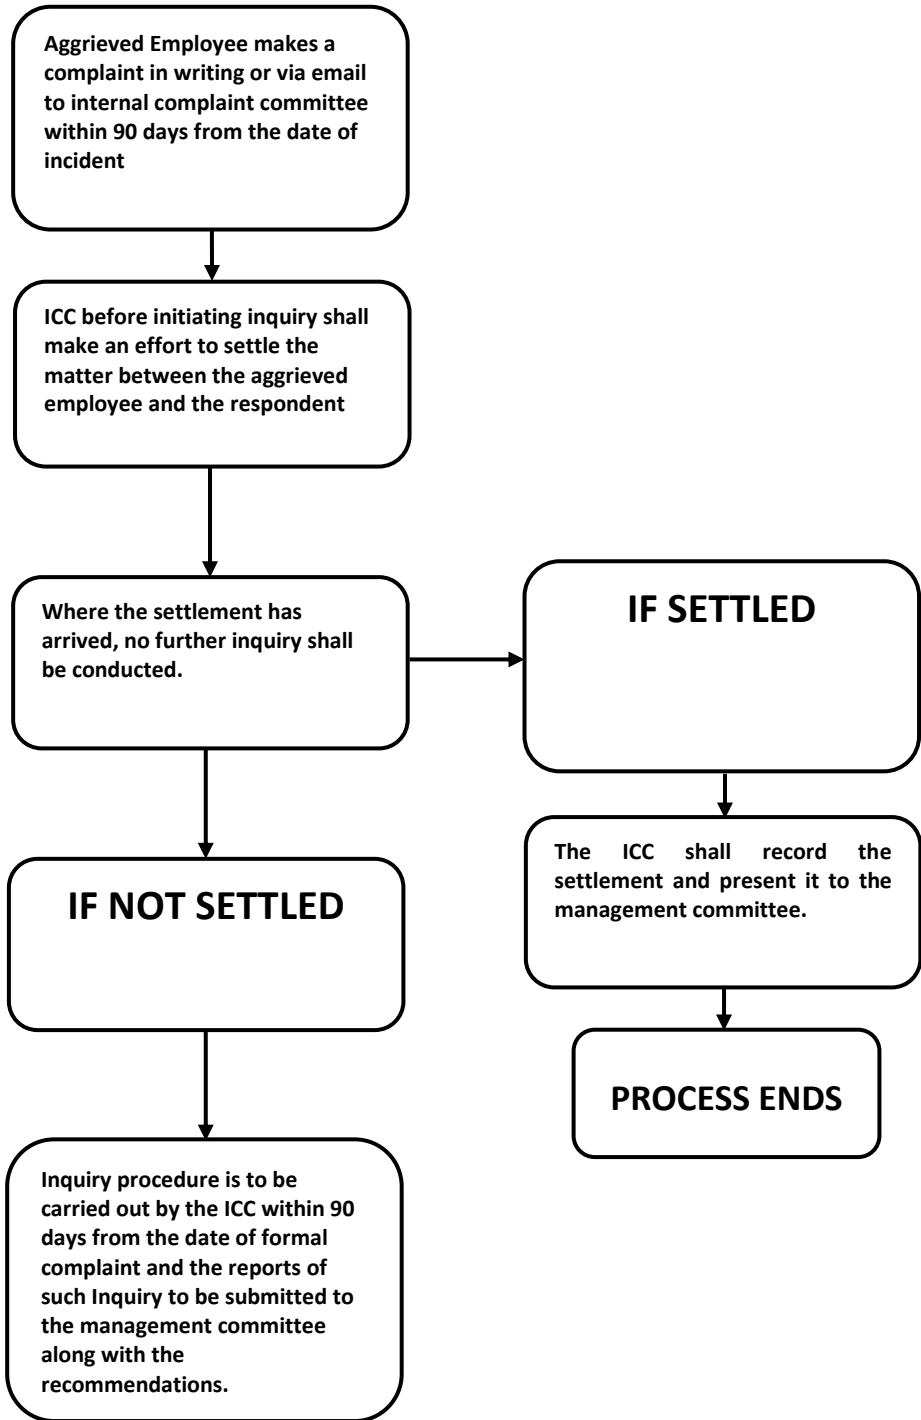 Aggrieved Employee makes a
complaint in writing or via email
to internal complaint committee
within 90 days from the date of
incident
ICC before initiating inquiry shall
make an effort to settle the
matter between the aggrieved
employee and the respondent
Where the settlement has
arrived, no further inquiry shall
be conducted.
IF SETTLED
The ICC shall record the
settlement and present it to the
management committee.
PROCESS ENDS
IF NOT SETTLED
Inquiry procedure is to be
carried out by the ICC within 90
days from the date of formal
complaint and the reports of
such Inquiry to be submitted to
the management committee
along with the
recommendations.